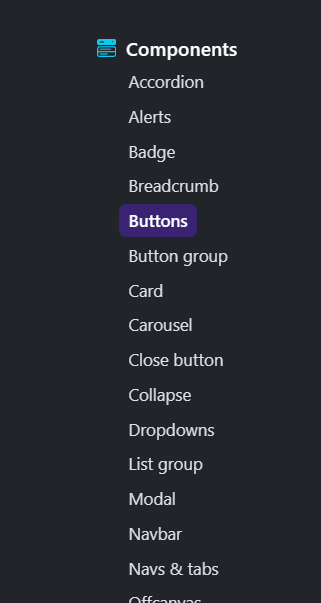 Components
Accordion
Alerts
Badge
Breadcrumb
Buttons
Button group
Card
Carousel
Close button
Collapse
Dropdowns
List group
Modal
Navbar
Navs & tabs
Offcanvas